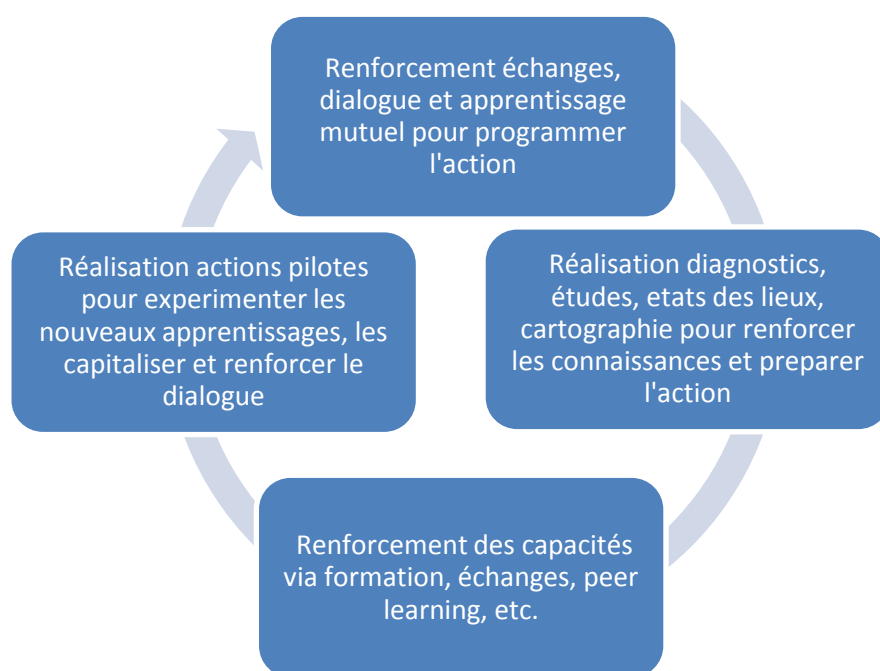 Renforcement échanges,
dialogue et apprentissage
mutuel pour programmer
l'action
Réalisation diagnostics,
études, etats des lieux,
cartographie pour renforcer
les connaissances et preparer
l'action
Renforcement des capacités
via formation, échanges, peer
learning, etc.
Réalisation actions pilotes
pour experimenter les
nouveaux apprentissages, les
capitaliser et renforcer le
dialogue